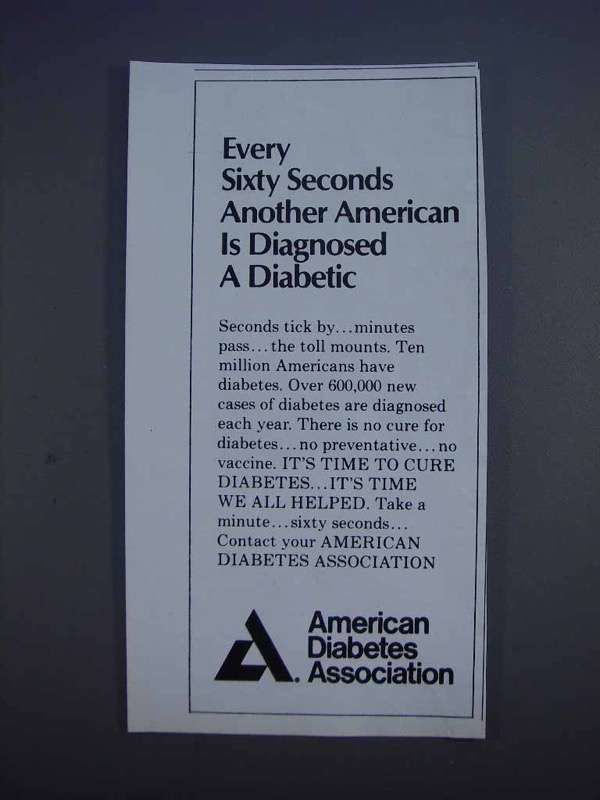 Every
Sixty Seconds
Another American
Is Diagnosed
A Diabetic
Seconds tick by...minutes
pass...the toll mounts. Ten
million Americans have
diabetes. Over 600,000 new
cases of diabetes are diagnosed
each year. There is no cure for
diabetes...no preventative...no
vaccine. IT'S TIME TO CURE
DIABETES...IT'S TIME
WE ALL HELPED. Take a
minute...sixty seconds...
Contact your AMERICAN
DIABETES ASSOCIATION
American
Diabetes
Association